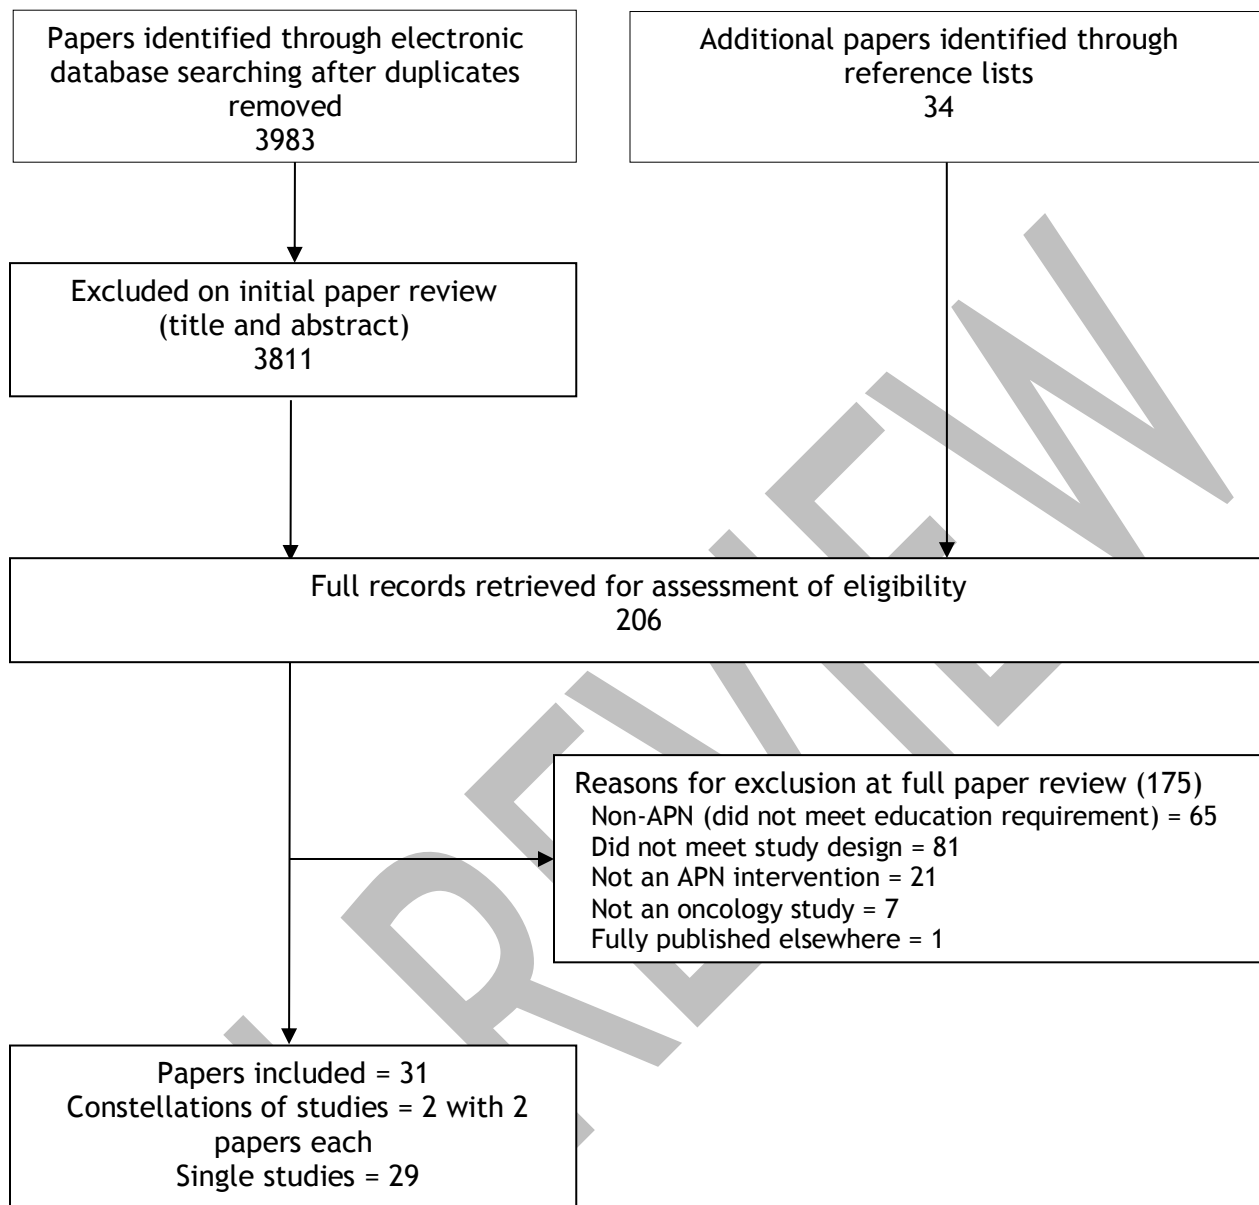 Papers identified through electronic
database searching after duplicates
removed
3983
Additional papers identified through
reference lists
34
Excluded on initial paper review
(title and abstract)
3811
Full records retrieved for assessment of eligibility
206
Reasons for exclusion at full paper review (175)
Non-APN (did not meet education requirement) = 65
Did not meet study design = 81
Not an APN intervention = 21
Not an oncology study = 7
Fully published elsewhere = 1
Papers included = 31
Constellations of studies = 2 with 2
papers each
Single studies = 29
REVIEW